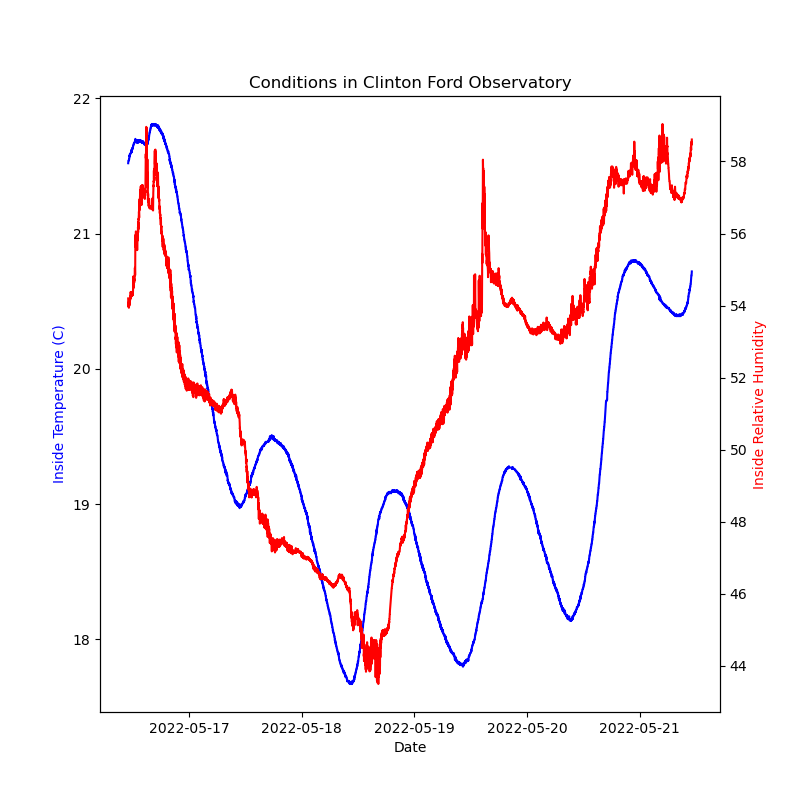 Conditions in Clinton Ford Observatory
22
21
20
19
18
Inside Temperature (C)
58
56
54
52
50
48
46
44
Inside Relative Humidity
2022-05-17 2022-05-18 2022-05-19 2022-05-20 2022-05-21
Date